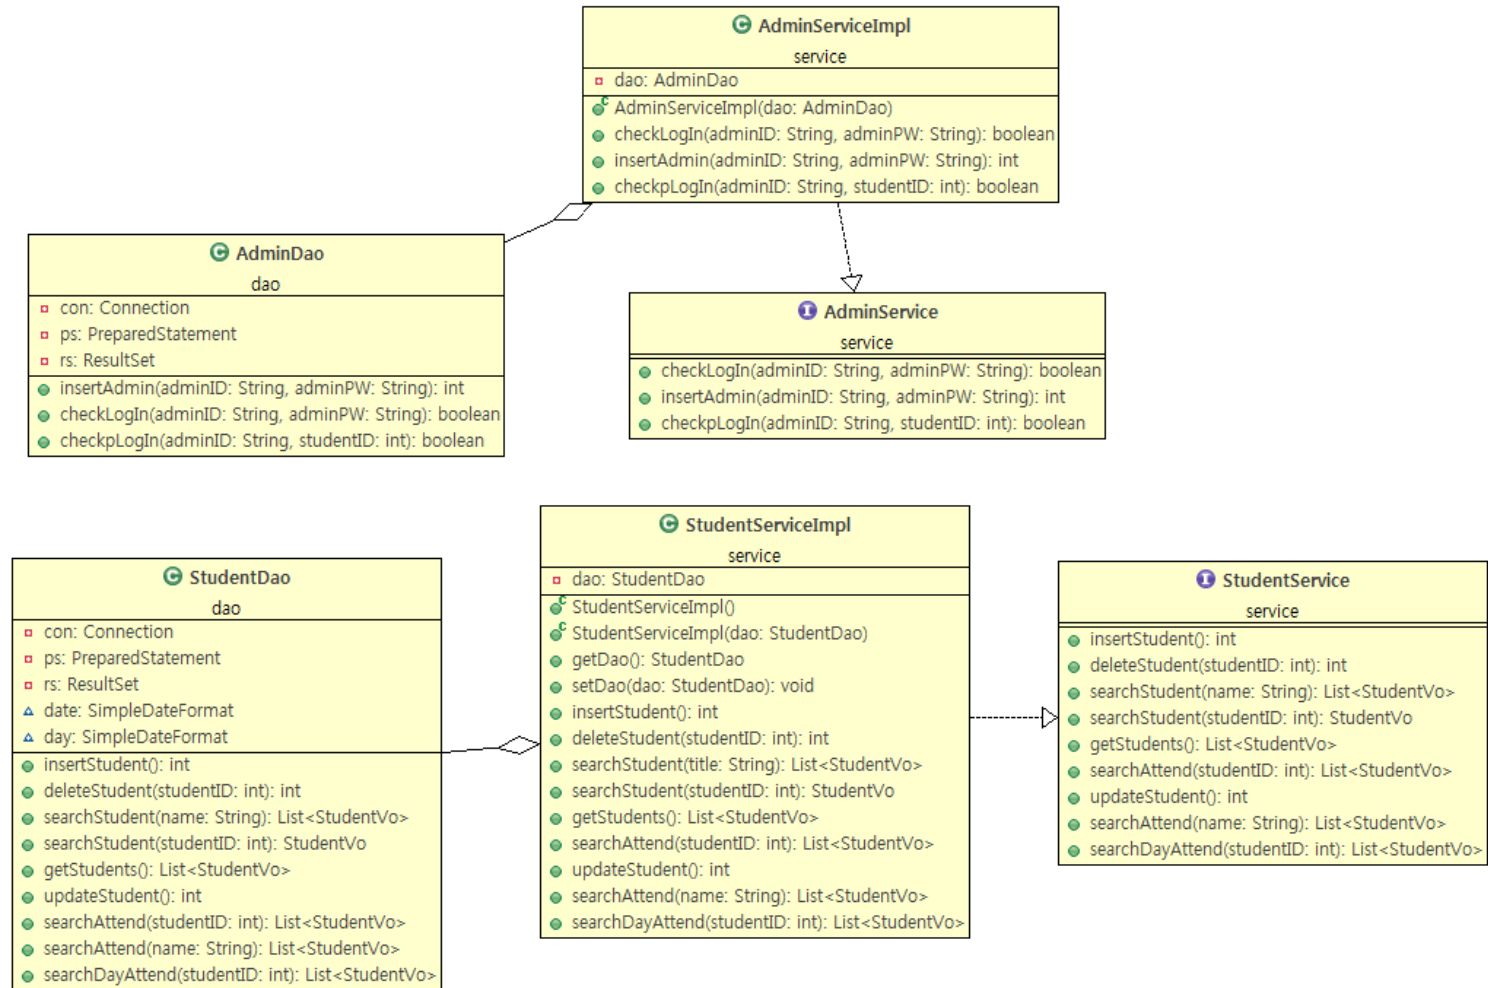 AdminServiceImpl
service
dao: AdminDao
AdminServiceImpl(dao: AdminDao)
checkLogIn(adminID: String, adminPW: String): boolean
insertAdmin(adminID: String, adminPW: String): int
checkpLogIn(adminID: String, studentID: int): boolean
AdminDao
dao
con: Connection
ps: PreparedStatement
rs: ResultSet
insertAdmin(adminID: String, adminPW: String): int
checkLogIn(adminID: String, adminPW: String): boolean
checkpLogIn(adminID: String, studentID: int): boolean
AdminService
service
checkLogIn(adminID: String, adminPW: String): boolean
insertAdmin(adminID: String, adminPW: String): int
checkpLogIn(adminID: String, studentID: int): boolean
StudentDao
dao
con: Connection
ps: PreparedStatement
rs: ResultSet
date: SimpleDateFormat
day: SimpleDateFormat
insertStudent(): int
deleteStudent(studentID: int): int
searchStudent(name: String): List<StudentVo>
searchStudent(studentID: int): StudentVo
getStudents(): List<StudentVo>
updateStudent(): int
searchAttend(studentID: int): List<StudentVo>
searchAttend(name: String): List<StudentVo>
searchDayAttend(studentID: int): List<StudentVo>
StudentServiceImpl
service
dao: StudentDao
StudentServiceImpl()
StudentServiceImpl(dao: StudentDao)
getDao(): StudentDao
setDao(dao: StudentDao): void
insertStudent(): int
deleteStudent(studentID: int): int
searchStudent(title: String): List<StudentVo>
searchStudent(studentID: int): StudentVo
getStudents(): List<StudentVo>
searchAttend(studentID: int): List<StudentVo>
updateStudent(): int
searchAttend(name: String): List<StudentVo>
searchDayAttend(studentID: int): List<StudentVo>
StudentService
service
insertStudent(): int
deleteStudent(studentID: int): int
searchStudent(name: String): List<StudentVo>
searchStudent(studentID: int): StudentVo
getStudents(): List<StudentVo>
searchAttend(studentID: int): List<StudentVo>
updateStudent(): int
searchAttend(name: String): List<StudentVo>
searchDayAttend(studentID: int): List<StudentVo>